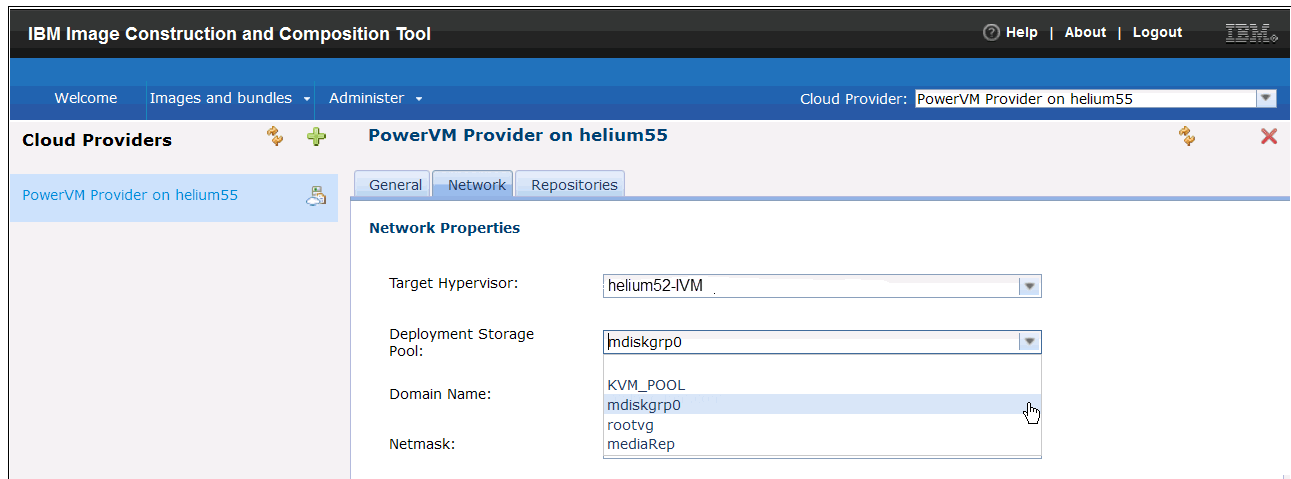 IBM Image Construction and Composition Tool
? Help | About | Logout IBM®
Welcome Images and bundles Administer Cloud Provider: PowerVM Provider on helium55
Cloud Providers
PowerVM Provider on helium55
PowerVM Provider on helium55
General Network Repositories
Network Properties
Target Hypervisor: helium52-IVM
Deployment Storage
Pool:
mdiskgrp0
KVM_POOL
mdiskgrp0
rootvg
mediaRep
Domain Name:
Netmask: